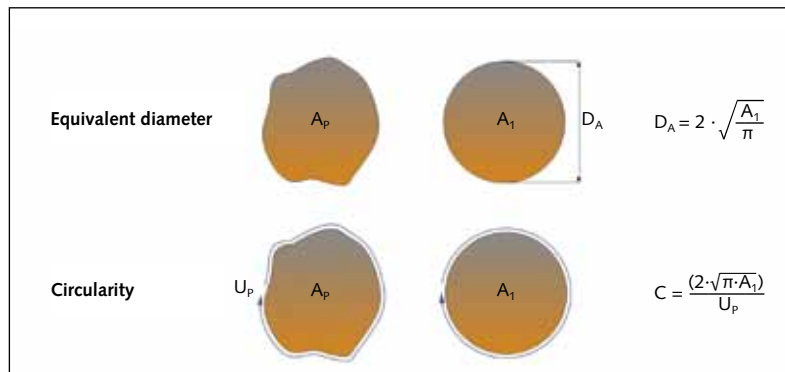 Equivalent diameter
A_P
A_1
D_A
D_A = 2 · √(A_1/π)
Circularity
U_P
A_P
A_1
C = (2·√π·A_1)/U_P